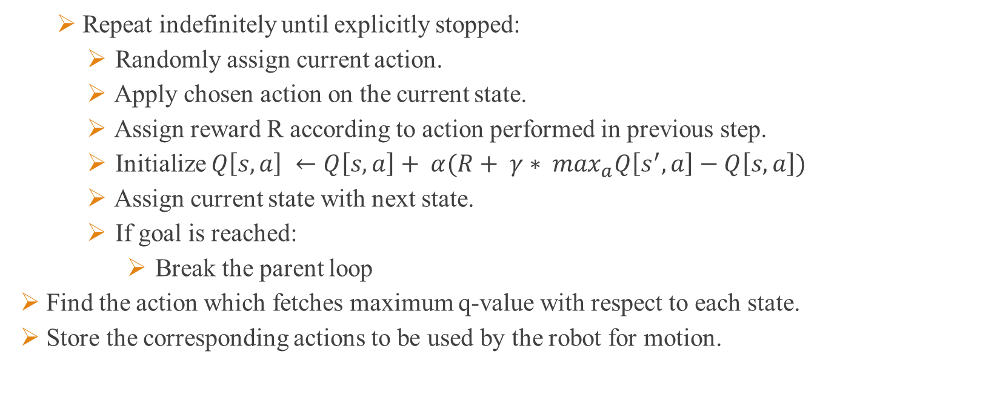 ➢ Repeat indefinitely until explicitly stopped:
➢ Randomly assign current action.
➢ Apply chosen action on the current state.
➢ Assign reward R according to action performed in previous step.
➢ Initialize Q[s, a] ← Q[s, a] + α(R + γ * max_a Q[s′, a] − Q[s, a])
➢ Assign current state with next state.
➢ If goal is reached:
➢ Break the parent loop
➢ Find the action which fetches maximum q-value with respect to each state.
➢ Store the corresponding actions to be used by the robot for motion.